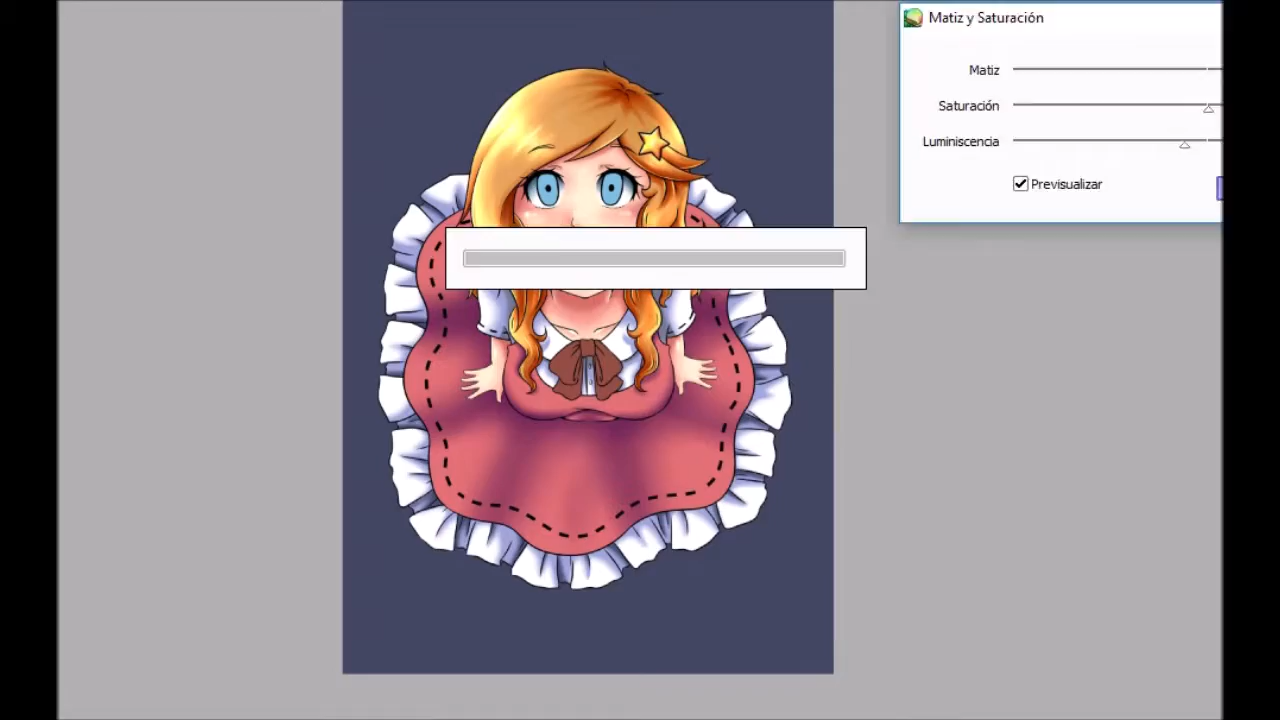 Matiz y Saturación
Matiz
Saturación
Luminiscencia
Previsualizar